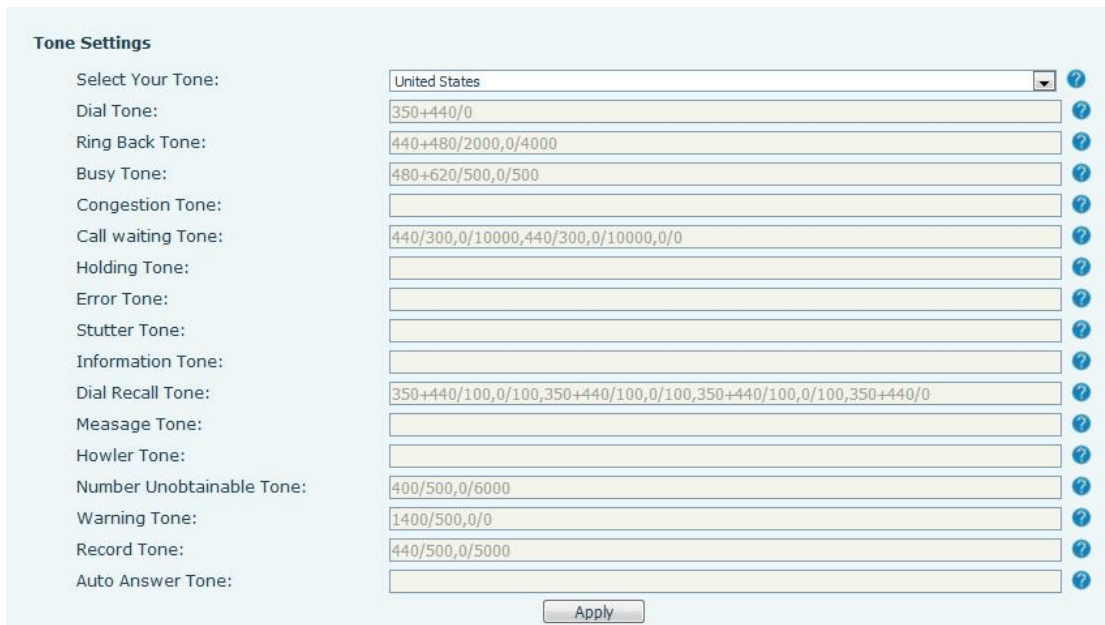 Tone Settings
Select Your Tone: United States
Dial Tone: 350+440/0
Ring Back Tone: 440+480/2000,0/4000
Busy Tone: 480+620/500,0/500
Congestion Tone:
Call waiting Tone: 440/300,0/10000,440/300,0/10000,0/0
Holding Tone:
Error Tone:
Stutter Tone:
Information Tone:
Dial Recall Tone: 350+440/100,0/100,350+440/100,0/100,350+440/100,0/100,350+440/0
Meassage Tone:
Howler Tone:
Number Unobtainable Tone: 400/500,0/6000
Warning Tone: 1400/500,0/0
Record Tone: 440/500,0/5000
Auto Answer Tone:
Apply